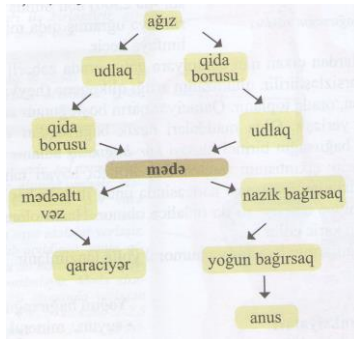 ağız
udlaq
qida
borusu
qida
borusu
udlaq
mədə
mədəaltı
vəz
nazik bağırsaq
qaraciyər
yoğun bağırsaq
anus